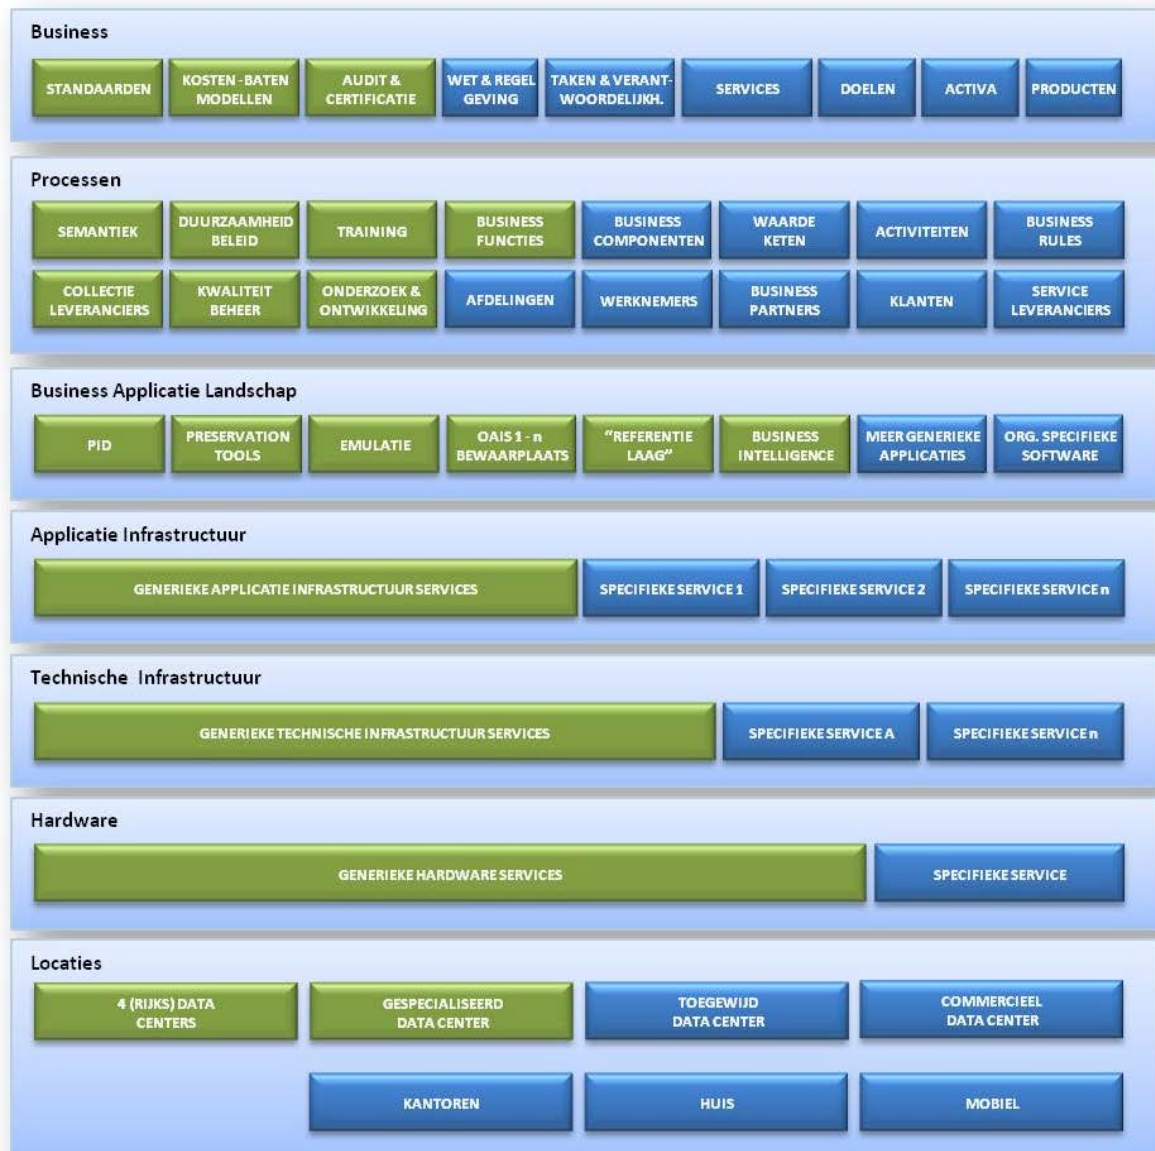 Business
STANDAARDEN
KOSTEN - BATEN
MODELLEN
AUDIT &
CERTIFICATIE
WET & REGEL
GEVING
TAKEN & VERANT-
WOORDELIJKH.
SERVICES
DOELEN
ACTIVA
PRODUCTEN
Processen
SEMANTIEK
DUURZAAMHEID
BELEID
TRAINING
BUSINESS
FUNCTIES
BUSINESS
COMPONENTEN
WAARDE
KETEN
ACTIVITEITEN
BUSINESS
RULES
COLLECTIE
LEVERANCIERS
KWALITEIT
BEHEER
ONDERZOEK &
ONTWIKKELING
AFDELINGEN
WERKNEMERS
BUSINESS
PARTNERS
KLANTEN
SERVICE
LEVERANCIERS
Business Applicatie Landschap
PID
PRESERVATION
TOOLS
EMULATIE
OAIS 1 - n
BEWAARPLAATS
"REFERENTIE
LAAG"
BUSINESS
INTELLIGENCE
MEER GENERIEKE
APPLICATIES
ORG. SPECIFIEKE
SOFTWARE
Applicatie Infrastructuur
GENERIEKE APPLICATIE INFRASTRUCTUUR SERVICES
SPECIFIEKE SERVICE 1
SPECIFIEKE SERVICE 2
SPECIFIEKE SERVICE n
Technische Infrastructuur
GENERIEKE TECHNISCHE INFRASTRUCTUUR SERVICES
SPECIFIEKE SERVICE A
SPECIFIEKE SERVICE n
Hardware
GENERIEKE HARDWARE SERVICES
SPECIFIEKE SERVICE
Locaties
4 (RIJKS) DATA
CENTERS
GESPECIALISEERD
DATA CENTER
TOEGEWIJD
DATA CENTER
COMMERCIEEL
DATA CENTER
KANTOREN
HUIS
MOBIEL